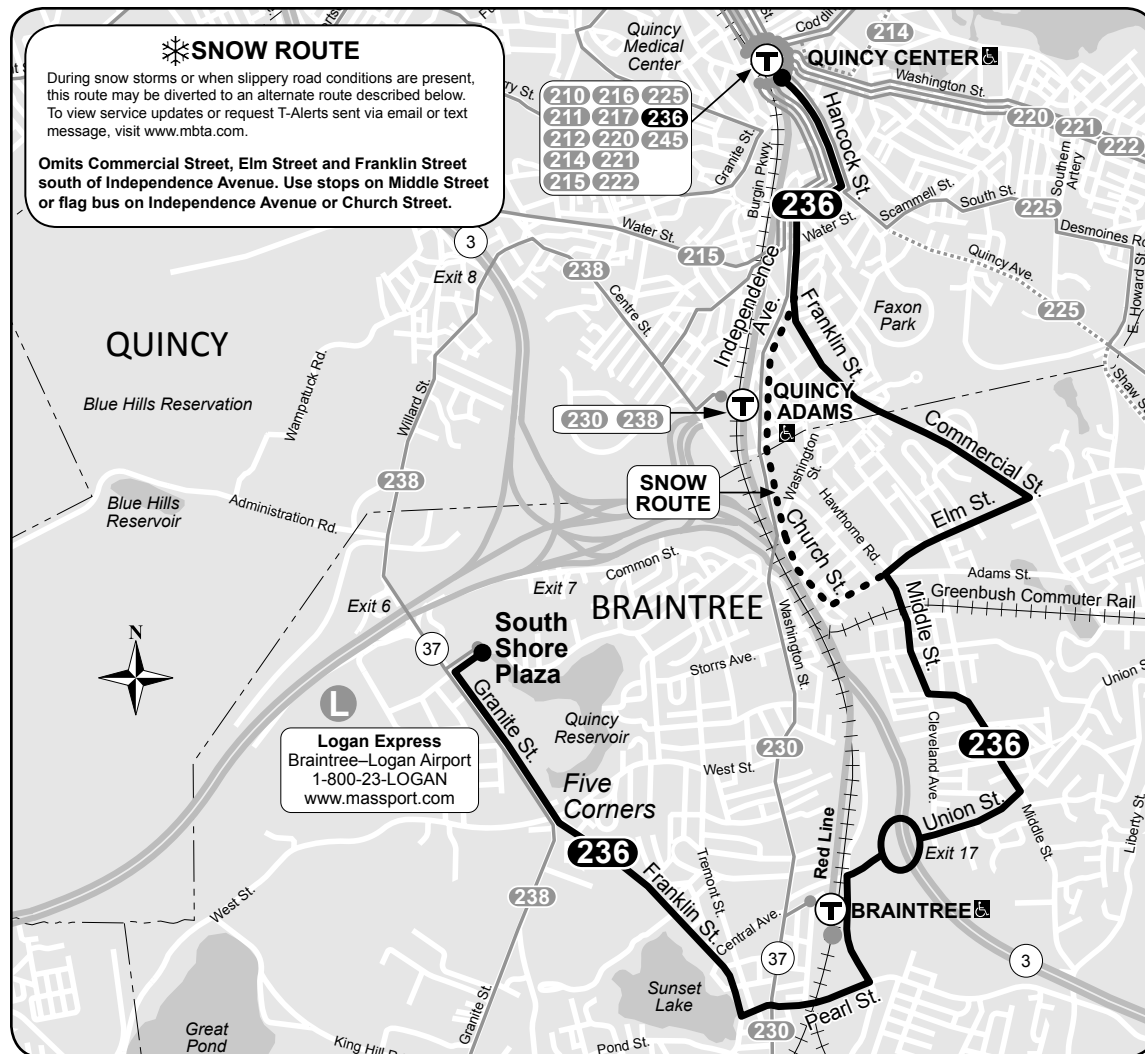 SNOW ROUTE
During snow storms or when slippery road conditions are present,
this route may be diverted to an alternate route described below.
To view service updates or request T-Alerts sent via email or text
message, visit www.mbta.com.
Omits Commercial Street, Elm Street and Franklin Street
south of Independence Avenue. Use stops on Middle Street
or flag bus on Independence Avenue or Church Street.
Quincy
Medical
Center
T
QUINCY CENTER
214
Washington St.
220
221
222
210 216 225
211 217 236
212 220 245
214 221
215 222
Granite St.
Burgin Pkwy.
Hancock St.
236
Water St.
Scammell St.
South St.
Southern
Artery
225
Desmoines Rd
E. Howard St.
Quincy Ave.
225
Shaw S
3
Exit 8
Water St.
215
238
Centre St.
Independence
Ave.
Franklin St.
Faxon
Park
QUINCY
Blue Hills Reservation
Wampatuck Rd.
Willard St.
230 238
T
QUINCY
ADAMS
Commercial St.
Elm St.
238
SNOW
ROUTE
Washington
St.
Hawthorne Rd.
Church St.
Blue Hills
Reservoir
Administration Rd.
Common St.
Exit 7
Exit 6
BRAINTREE
Adams St.
Greenbush Commuter Rail
Middle St.
Washington St.
N
37
South
Shore
Plaza
Storrs Ave.
Union S
L
Logan Express
Braintree–Logan Airport
1-800-23-LOGAN
www.massport.com
Granite St.
Quincy
Reservoir
230
West St.
Cleveland Ave.
236
Five
Corners
Union St.
Middle St.
Liberty St.
Exit 17
236
Red Line
Tremont St.
Franklin St.
Central Ave.
T
BRAINTREE
West St.
238
37
3
Sunset
Lake
Pearl St.
230
Granite St.
Great
Pond
King Hill R
Pond St.